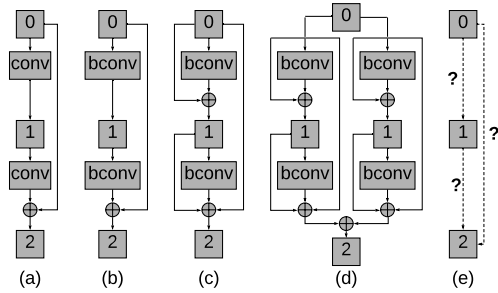 0 0 0 0 0
conv bconv bconv bconv bconv
?
1 1 1 1 1 1
?
conv bconv bconv bconv bconv
?
2 2 2 2 2
(a) (b) (c) (d) (e)